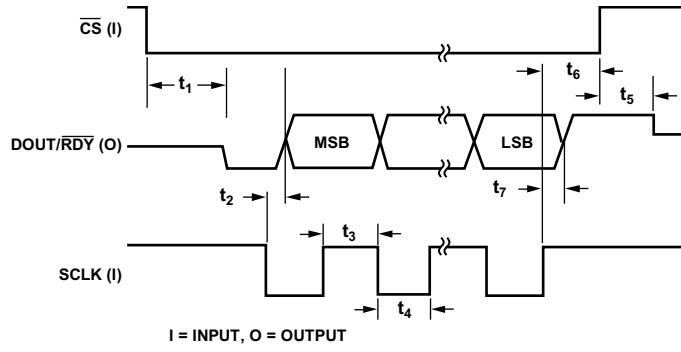 CS (I)
t6
t1
t5
DOUT/RDY (O)
MSB
LSB
t2
t7
t3
SCLK (I)
t4
I = INPUT, O = OUTPUT